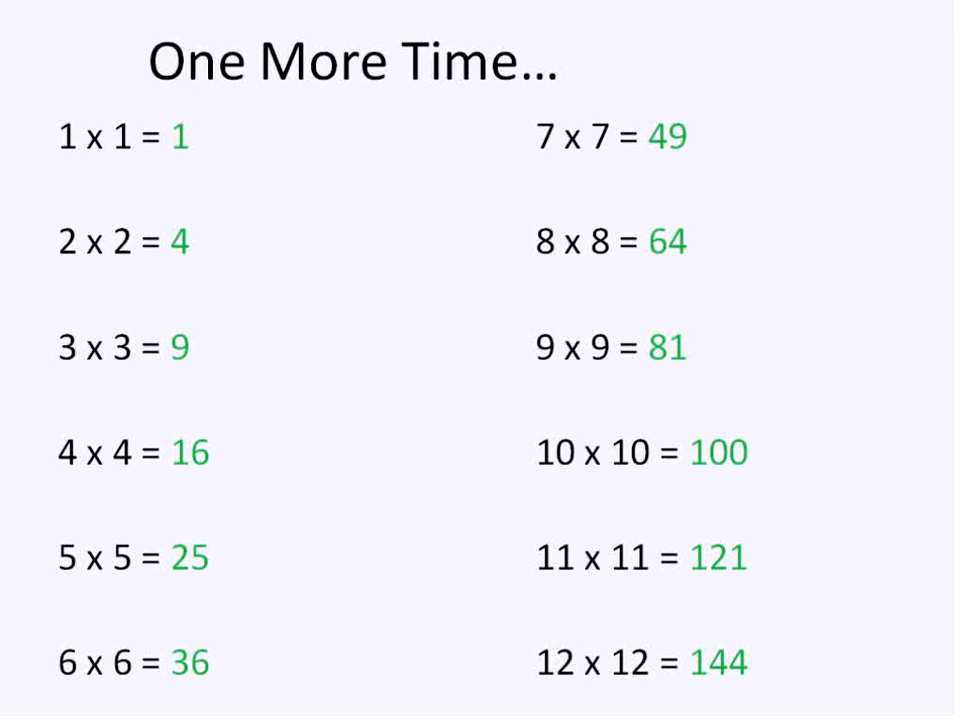 One More Time…
1 x 1 = 1
2 x 2 = 4
3 x 3 = 9
4 x 4 = 16
5 x 5 = 25
6 x 6 = 36
7 x 7 = 49
8 x 8 = 64
9 x 9 = 81
10 x 10 = 100
11 x 11 = 121
12 x 12 = 144